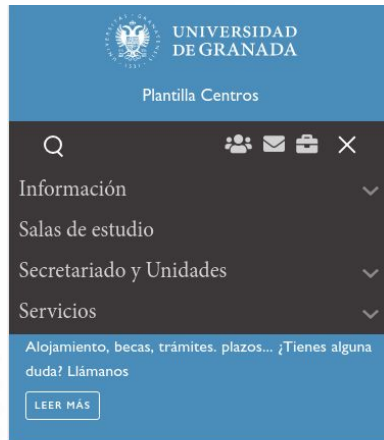 UNIVERSIDAD
DE GRANADA
Plantilla Centros
Información
Salas de estudio
Secretariado y Unidades
Servicios
Alojamiento, becas, trámites. plazos... ¿Tienes alguna
duda? Llámanos
LEER MÁS